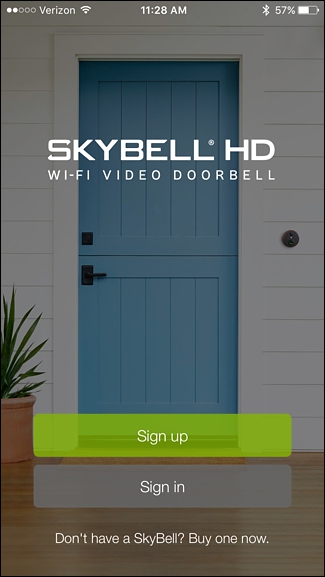 Verizon 11:28 AM 57%
SKYBELL® HD
WI-FI VIDEO DOORBELL
Sign up
Sign in
Don't have a SkyBell? Buy one now.